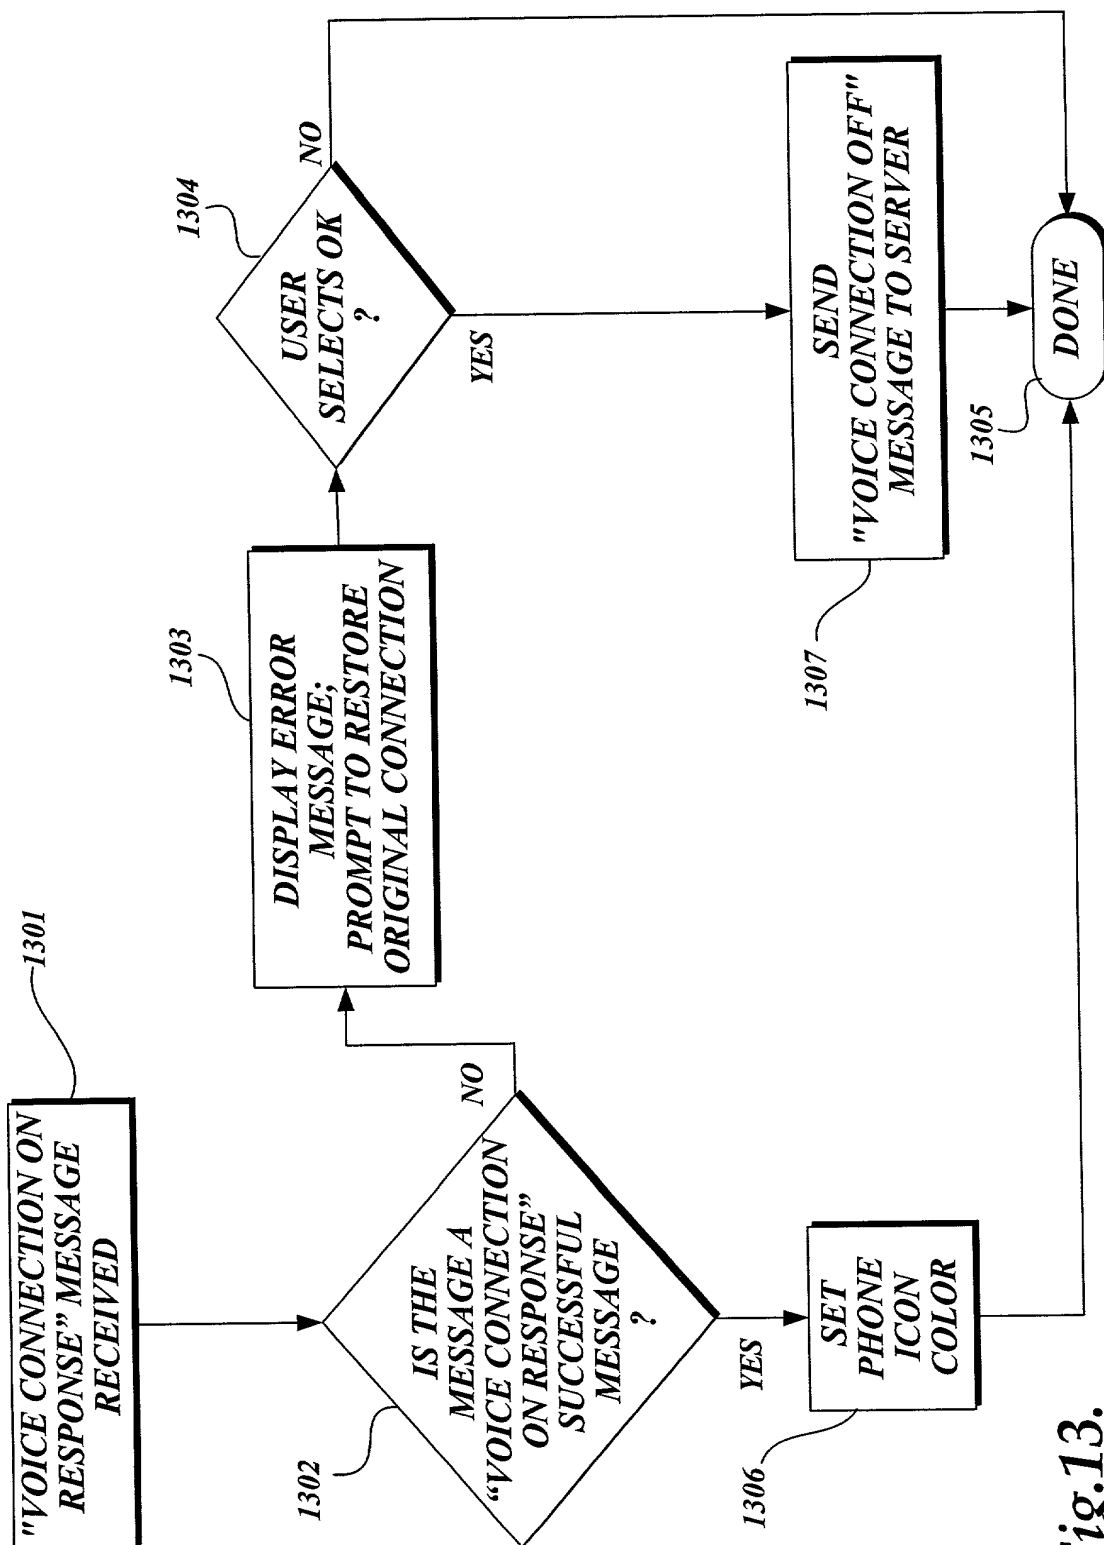 "VOICE CONNECTION ON
RESPONSE" MESSAGE
RECEIVED
1301
1302
IS THE
MESSAGE A
“VOICE CONNECTION
ON RESPONSE”
SUCCESSFUL
MESSAGE
?
NO
YES
1303
DISPLAY ERROR
MESSAGE;
PROMPT TO RESTORE
ORIGINAL CONNECTION
1304
USER
SELECTS OK
?
NO
YES
1306
SET
PHONE
ICON
COLOR
1307
SEND
"VOICE CONNECTION OFF"
MESSAGE TO SERVER
1305
DONE
Fig.13.